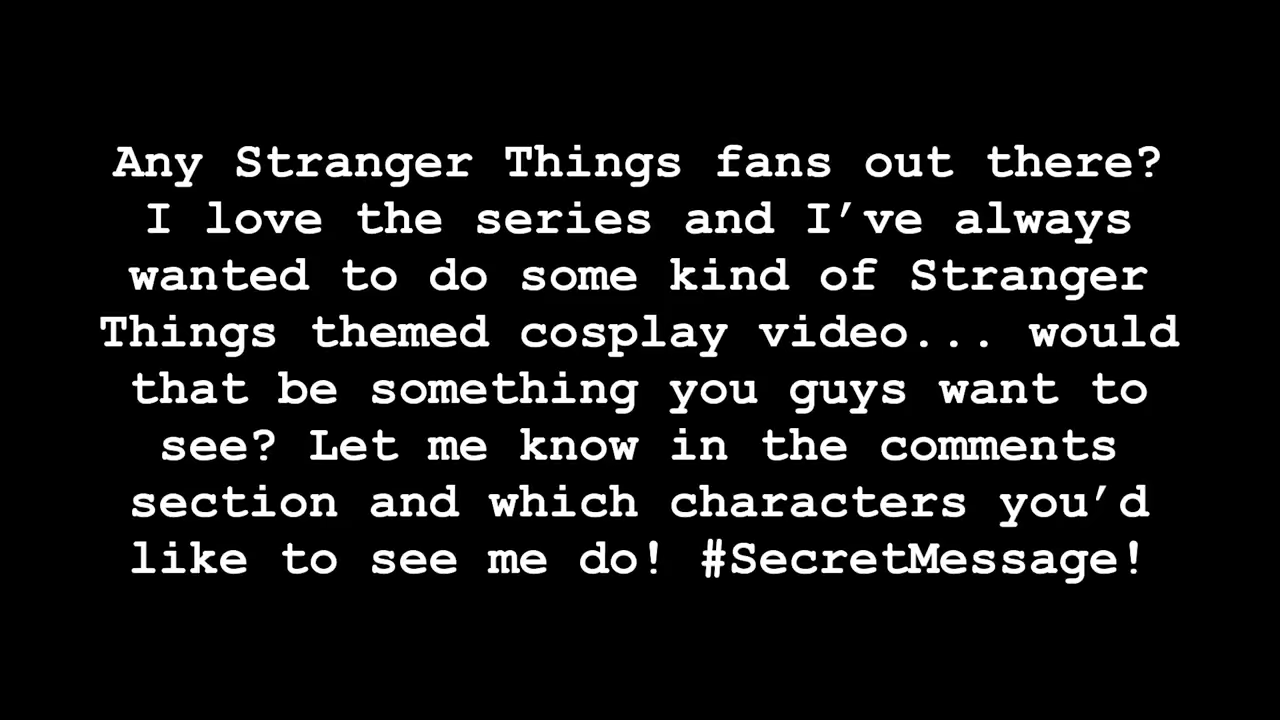 Any Stranger Things fans out there?
I love the series and I’ve always
wanted to do some kind of Stranger
Things themed cosplay video... would
that be something you guys want to
see? Let me know in the comments
section and which characters you’d
like to see me do! #SecretMessage!